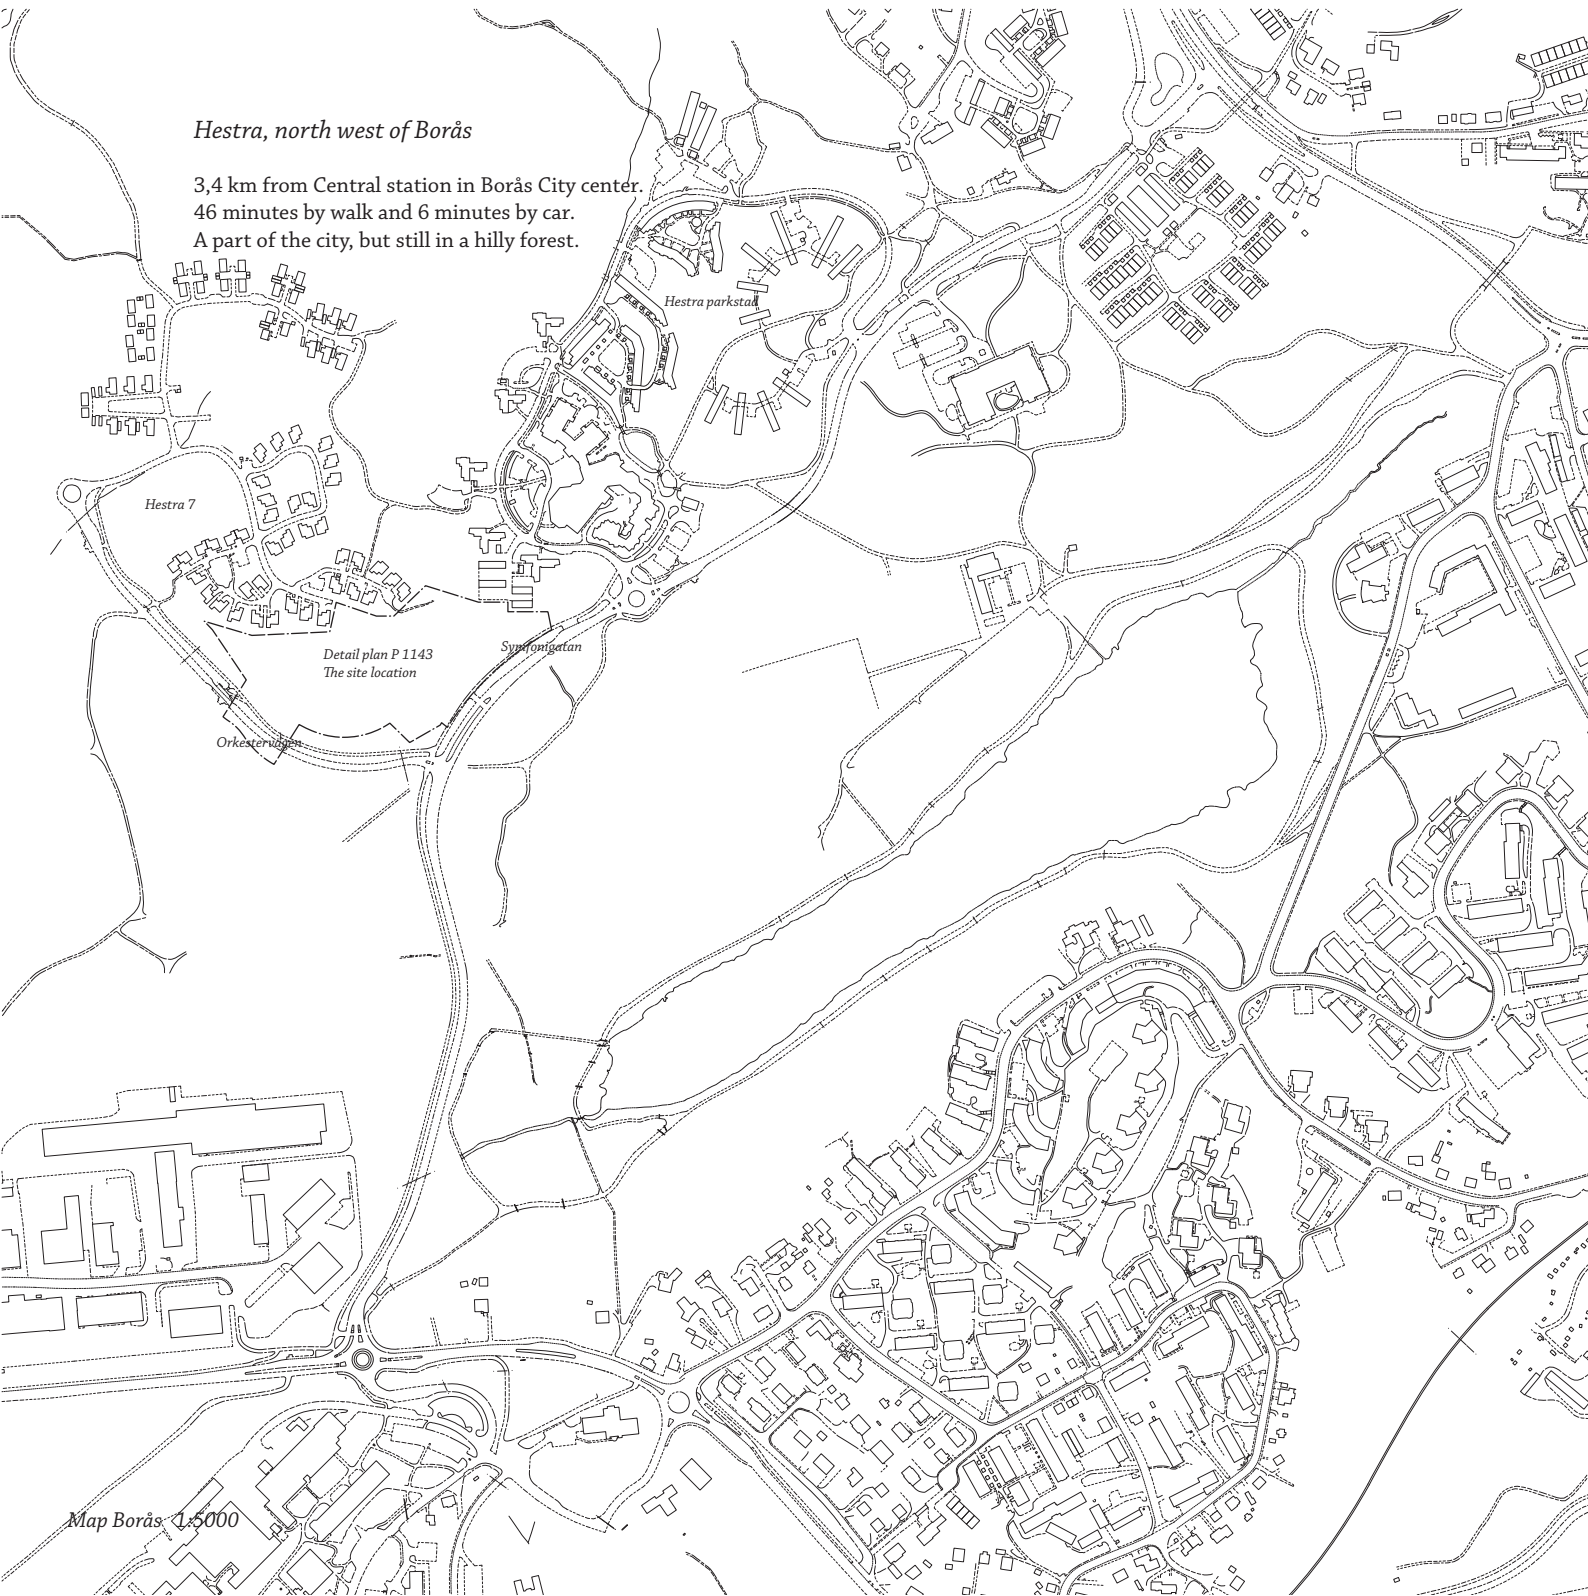 Hestra, north west of Borås
3,4 km from Central station in Borås City center.
46 minutes by walk and 6 minutes by car.
A part of the city, but still in a hilly forest.
Hestra parkstad
Hestra 7
Symfonigatan
Detail plan P 1143
The site location
Orkestervägen
Map Borås 1:5000